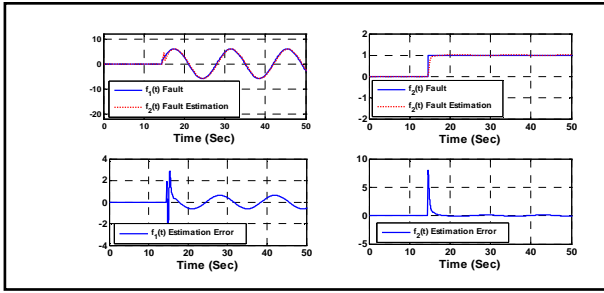 10
0
-10
-20
0 10 20 30 40 50
f1(t) Fault
f2(t) Fault Estimation
Time (Sec)
2
1
0
-1
-2
0 10 20 30 40 50
f2(t) Fault
f2(t) Fault Estimation
Time (Sec)
4
2
0
-2
-4
0 10 20 30 40 50
f1(t) Estimation Error
Time (Sec)
10
5
0
-5
0 10 20 30 40 50
f2(t) Estimation Error
Time (Sec)